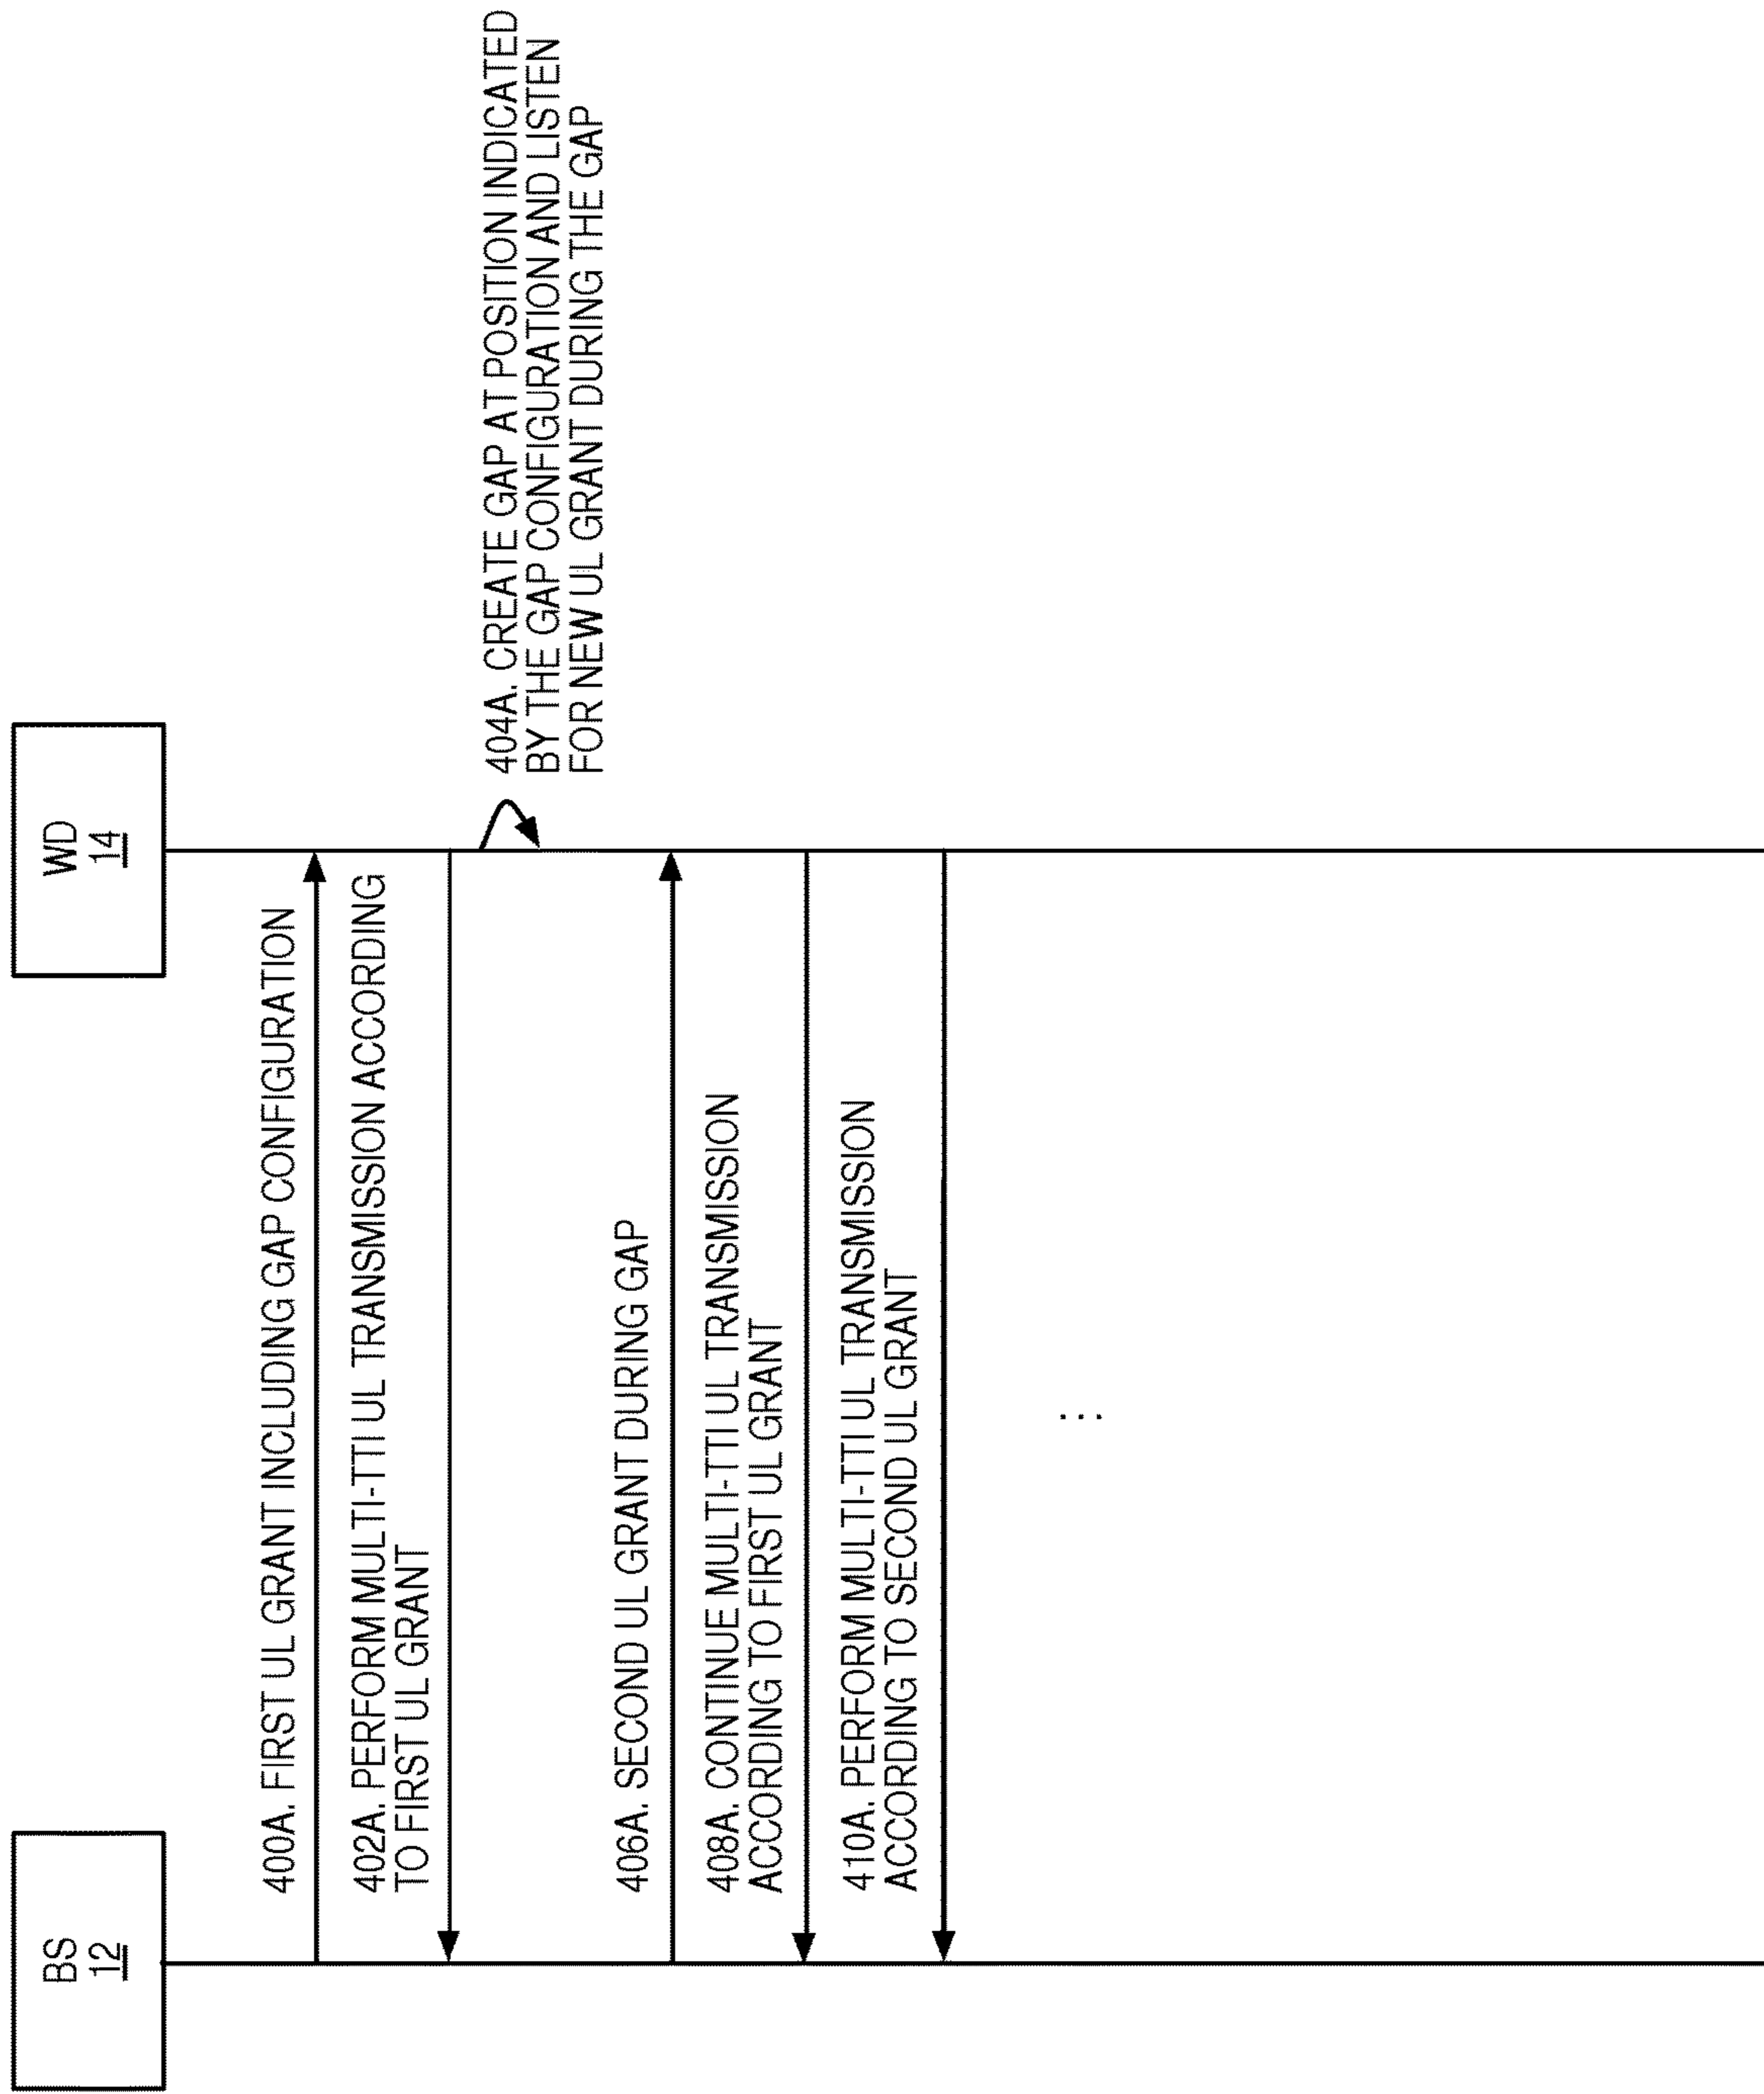 BS
12
WD
14
400A. FIRST UL GRANT INCLUDING GAP CONFIGURATION
402A. PERFORM MULTI-TTI UL TRANSMISSION ACCORDING
TO FIRST UL GRANT
404A. CREATE GAP AT POSITION INDICATED
BY THE GAP CONFIGURATION AND LISTEN
FOR NEW UL GRANT DURING THE GAP
406A. SECOND UL GRANT DURING GAP
408A. CONTINUE MULTI-TTI UL TRANSMISSION
ACCORDING TO FIRST UL GRANT
410A. PERFORM MULTI-TTI UL TRANSMISSION
ACCORDING TO SECOND UL GRANT
...